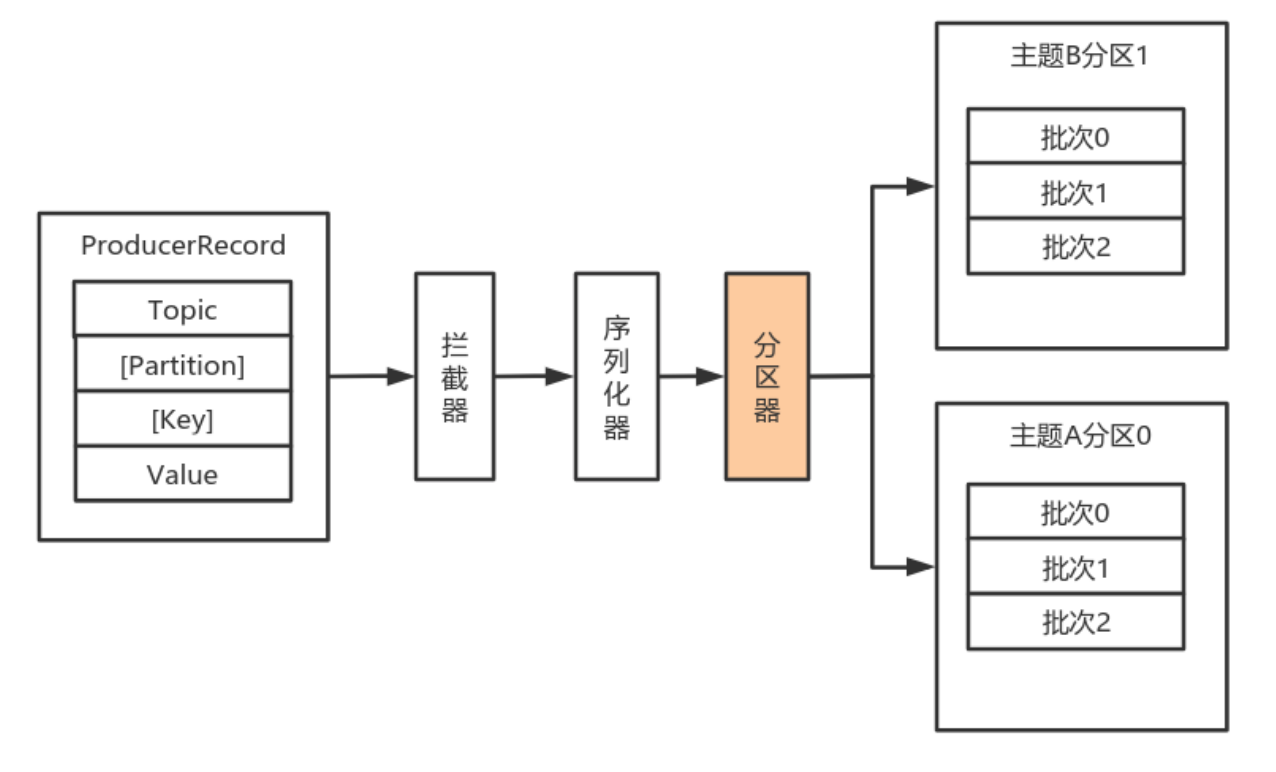 ProducerRecord
Topic
[Partition]
[Key]
Value
拦截器
序列化器
分区器
主题B分区1
批次0
批次1
批次2
主题A分区0
批次0
批次1
批次2